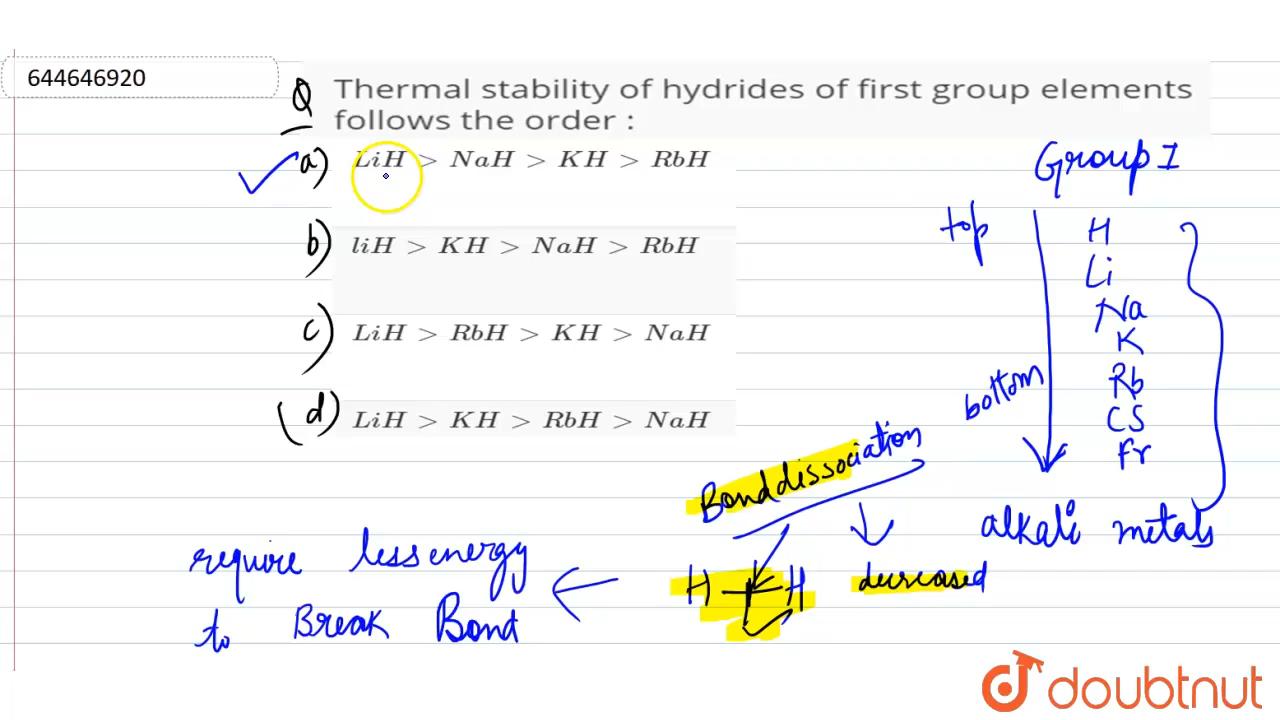 644646920
Q Thermal stability of hydrides of first group elements
follows the order :
a) LiH > NaH > KH > RbH
b) liH > KH > NaH > RbH
c) LiH > RbH > KH > NaH
(d) LiH > KH > RbH > NaH
Group I
top
H
Li
Na
K
Rb
CS
Fr
bottom
alkali metals
Bond dissociation
decreased
H - H
require less energy
to Break Bond
doubtnut